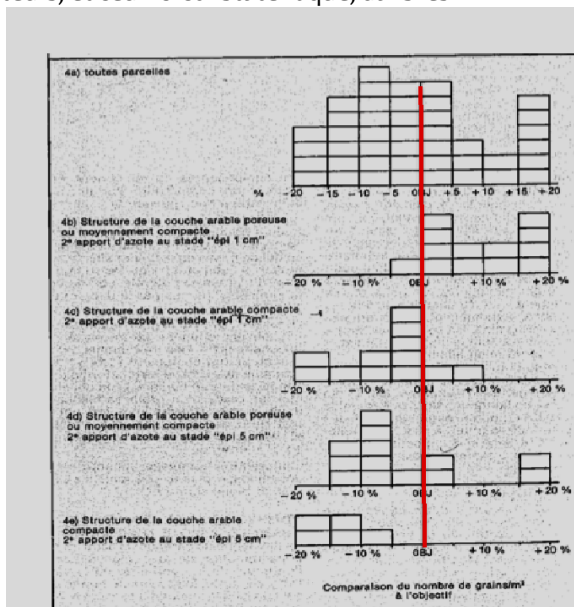 4a) toutes parcelles
% -20 -15 -10 -5 OBJ +5 +10 +15 +20
4b) Structure de la couche arable poreuse
ou moyennement compacte
2e apport d'azote au stade "épi 1 cm"
-20 % -10 % OBJ +10 % +20 %
4c) Structure de la couche arable compacte
2e apport d'azote au stade "épi 1 cm"
-20 % -10 % OBJ +10 % +20 %
4d) Structure de la couche arable poreuse
ou moyennement compacte
2e apport d'azote au stade "épi 5 cm"
-20 % -10 % OBJ +10 % +20 %
4e) Structure de la couche arable
compacte
2e apport d'azote au stade "épi 5 cm"
-20 % -10 % OBJ +10 % +20 %
Comparaison du nombre de grains/m²
à l'objectif